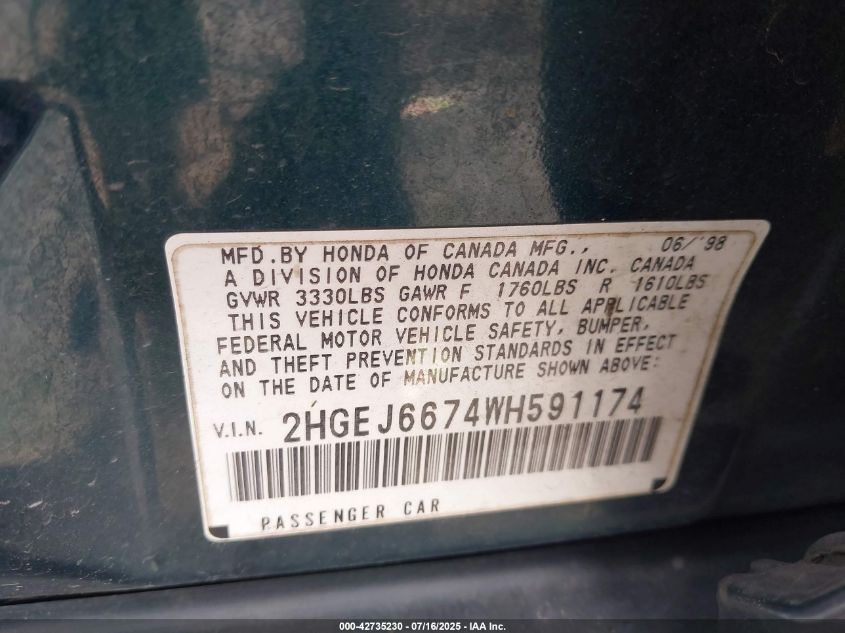 MFD. BY HONDA OF CANADA MFG., 06/'98
A DIVISION OF HONDA CANADA INC. CANADA
GVWR 3330LBS GAWR F 1760LBS R 1610LBS
THIS VEHICLE CONFORMS TO ALL APPLICABLE
FEDERAL MOTOR VEHICLE SAFETY, BUMPER,
AND THEFT PREVENTION STANDARDS IN EFFECT
ON THE DATE OF MANUFACTURE SHOWN ABOVE:
V.I.N. 2HGEJ6674WH591174
PASSENGER CAR
000-42735230 - 07/16/2025 - IAA Inc.